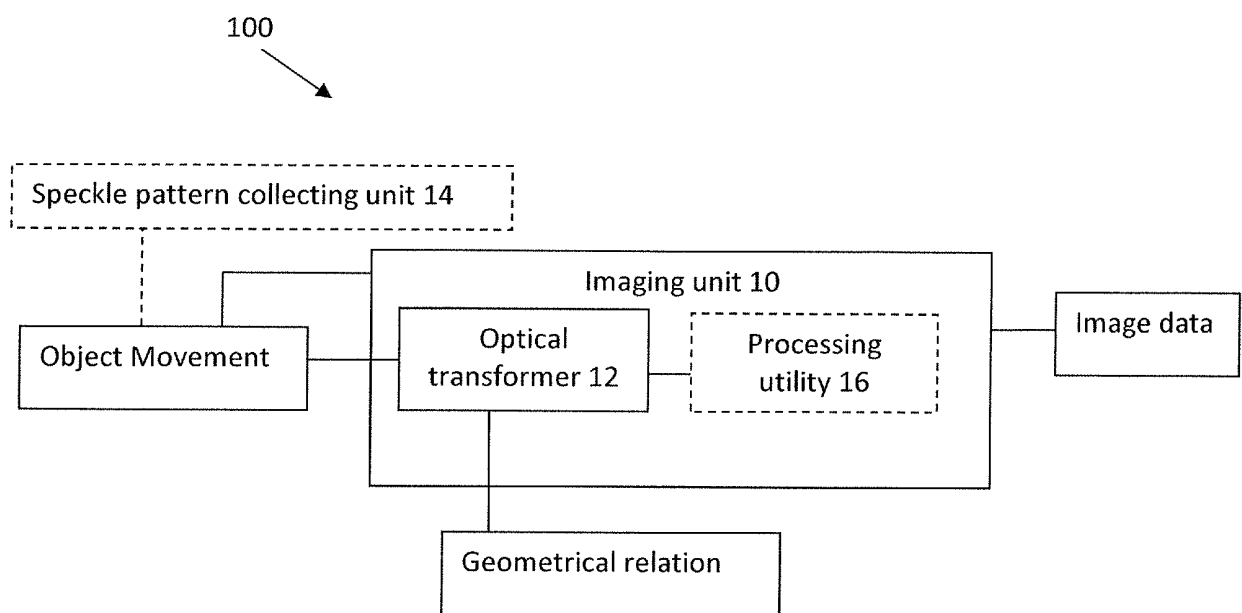 100
Speckle pattern collecting unit 14
Imaging unit 10
Object Movement
Optical
transformer 12
Processing
utility 16
Image data
Geometrical relation